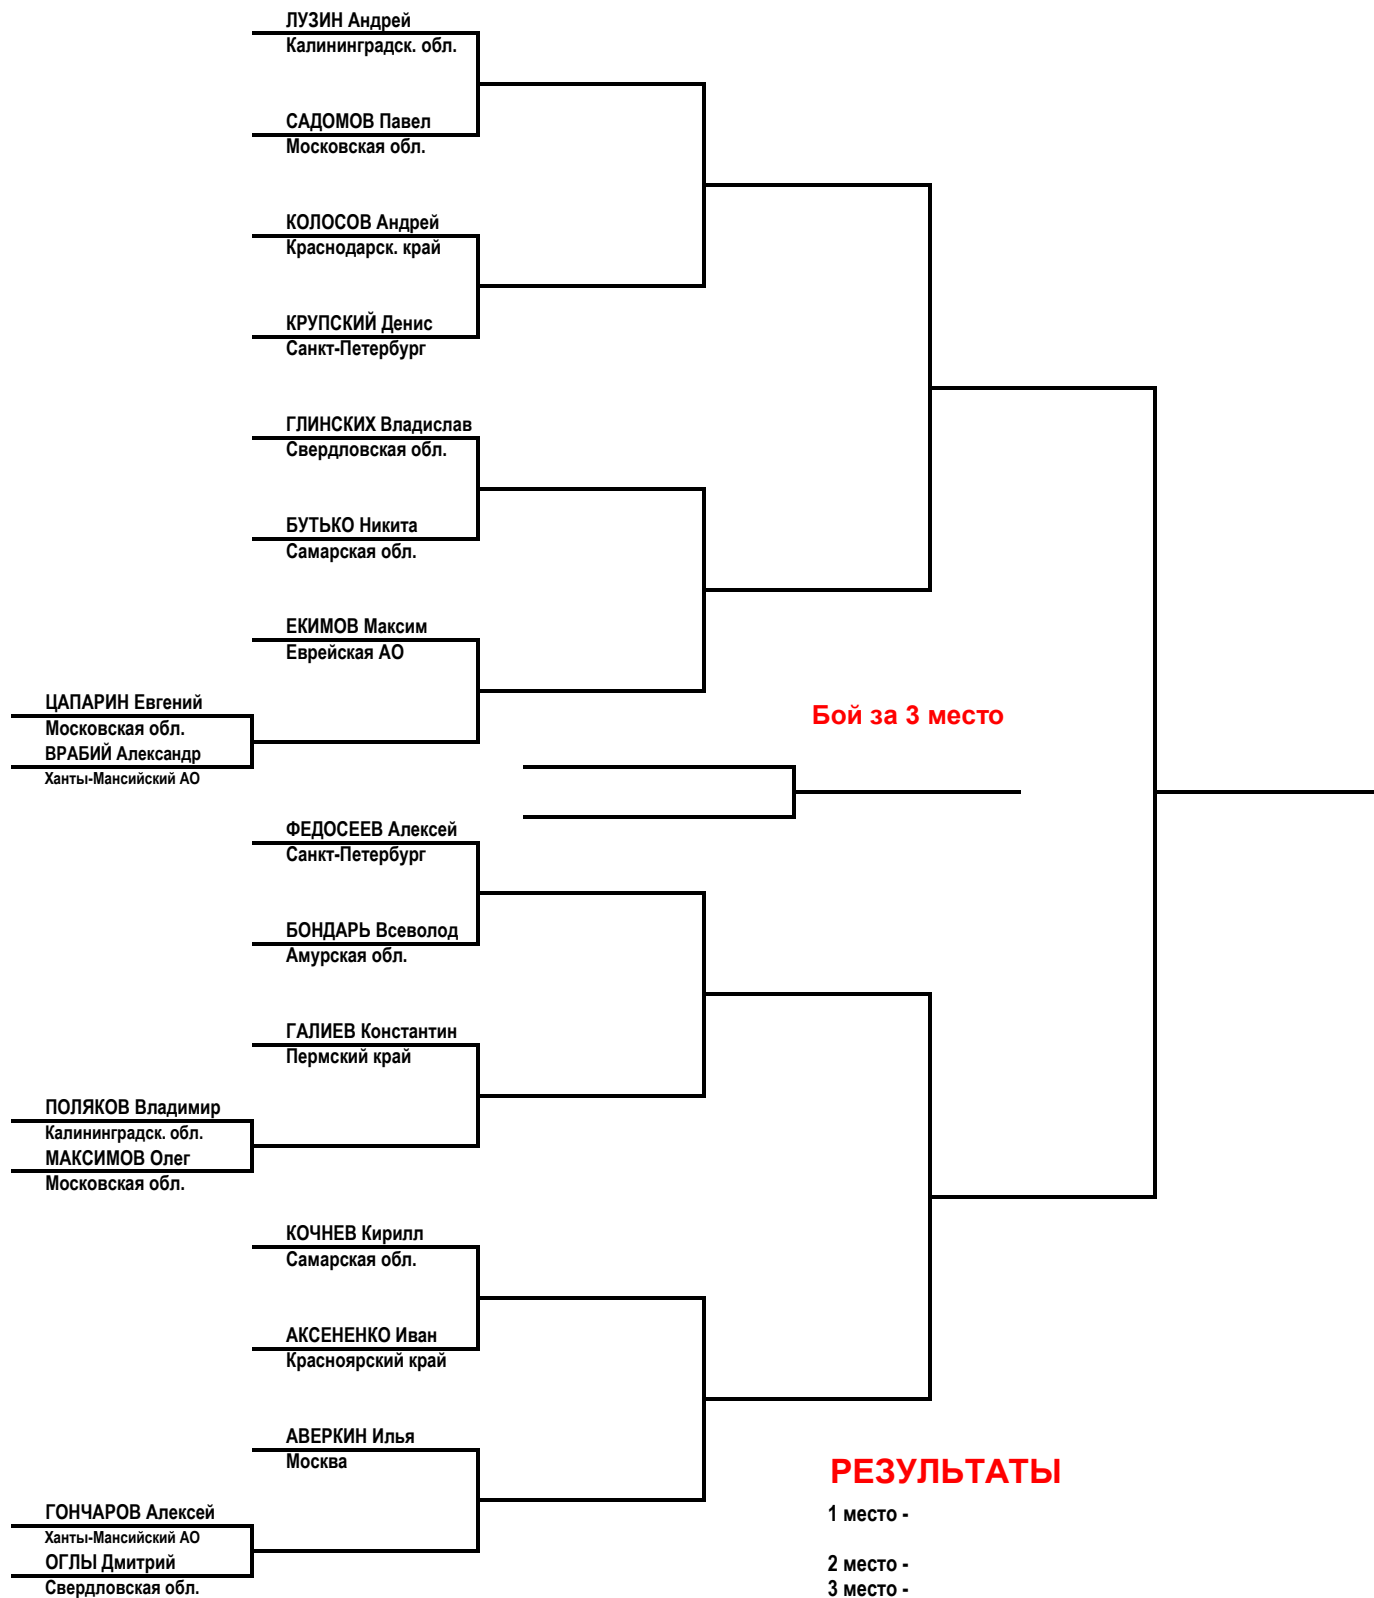 ЛУЗИН Андрей
Калининградск. обл.
САДОМОВ Павел
Московская обл.
КОЛОСОВ Андрей
Краснодарск. край
КРУПСКИЙ Денис
Санкт-Петербург
ГЛИНСКИХ Владислав
Свердловская обл.
БУТЬКО Никита
Самарская обл.
ЕКИМОВ Максим
Еврейская АО
ЦАПАРИН Евгений
Московская обл.
ВРАБИЙ Александр
Ханты-Мансийский АО
Бой за 3 место
ФЕДОСЕЕВ Алексей
Санкт-Петербург
БОНДАРЬ Всеволод
Амурская обл.
ГАЛИЕВ Константин
Пермский край
ПОЛЯКОВ Владимир
Калининградск. обл.
МАКСИМОВ Олег
Московская обл.
КОЧНЕВ Кирилл
Самарская обл.
АКСЕНЕНКО Иван
Красноярский край
АВЕРКИН Илья
Москва
ГОНЧАРОВ Алексей
Ханты-Мансийский АО
ОГЛЫ Дмитрий
Свердловская обл.
РЕЗУЛЬТАТЫ
1 место -
2 место -
3 место -